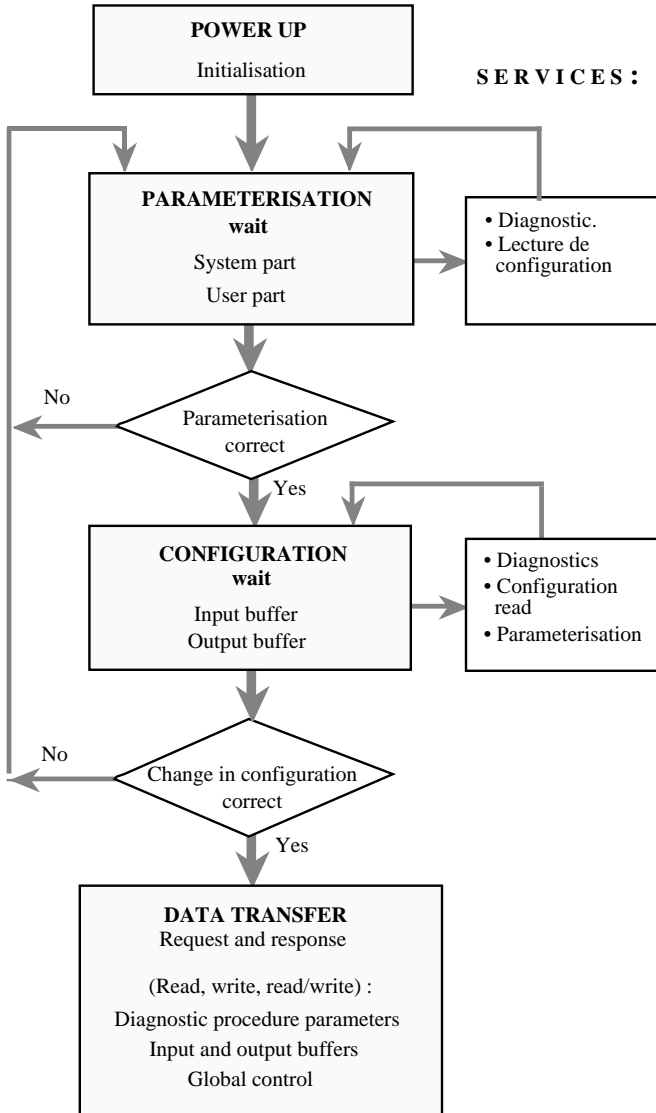 POWER UP
Initialisation
SERVICES:
PARAMETERISATION
wait
System part
User part
• Diagnostic.
• Lecture de
configuration
No
Parameterisation
correct
Yes
CONFIGURATION
wait
Input buffer
Output buffer
• Diagnostics
• Configuration
read
• Parameterisation
No
Change in configuration
correct
Yes
DATA TRANSFER
Request and response
(Read, write, read/write) :
Diagnostic procedure parameters
Input and output buffers
Global control